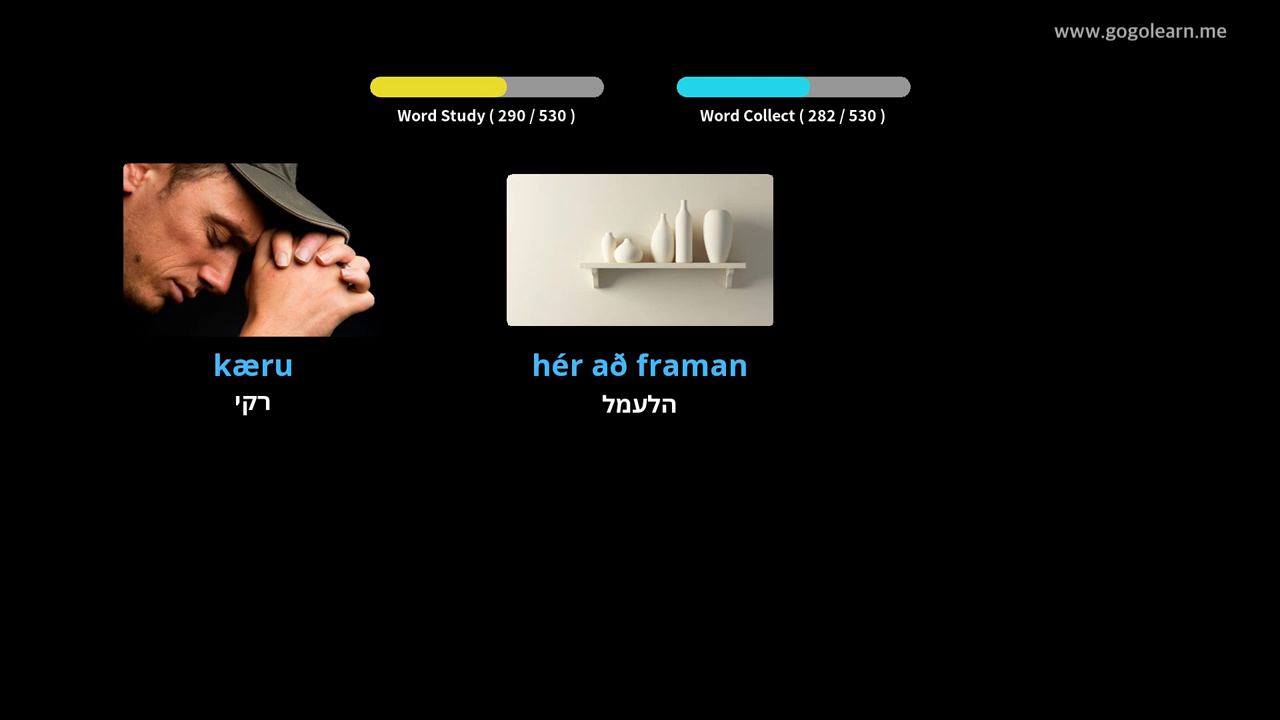 www.gogolearn.me
Word Study ( 290 / 530 )
Word Collect ( 282 / 530 )
kæru
רקי
hér að framan
הלעמל